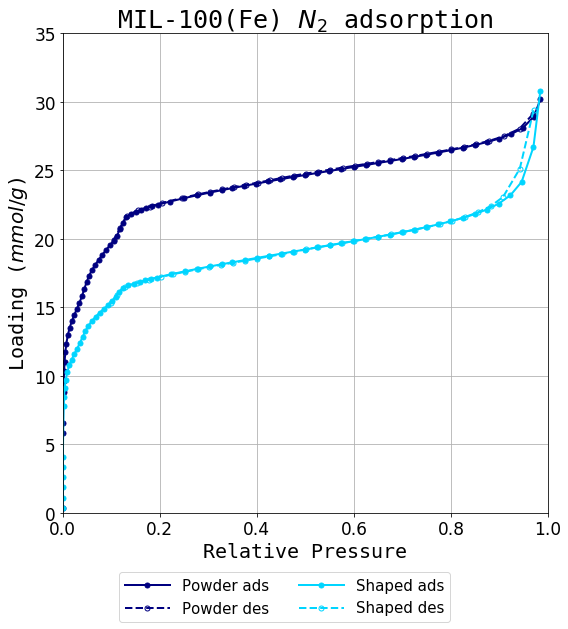 MIL-100(Fe) N₂ adsorption
35
30
25
20
15
10
5
0
Loading (mmol/g)
0.0 0.2 0.4 0.6 0.8 1.0
Relative Pressure
Powder ads Shaped ads
Powder des Shaped des